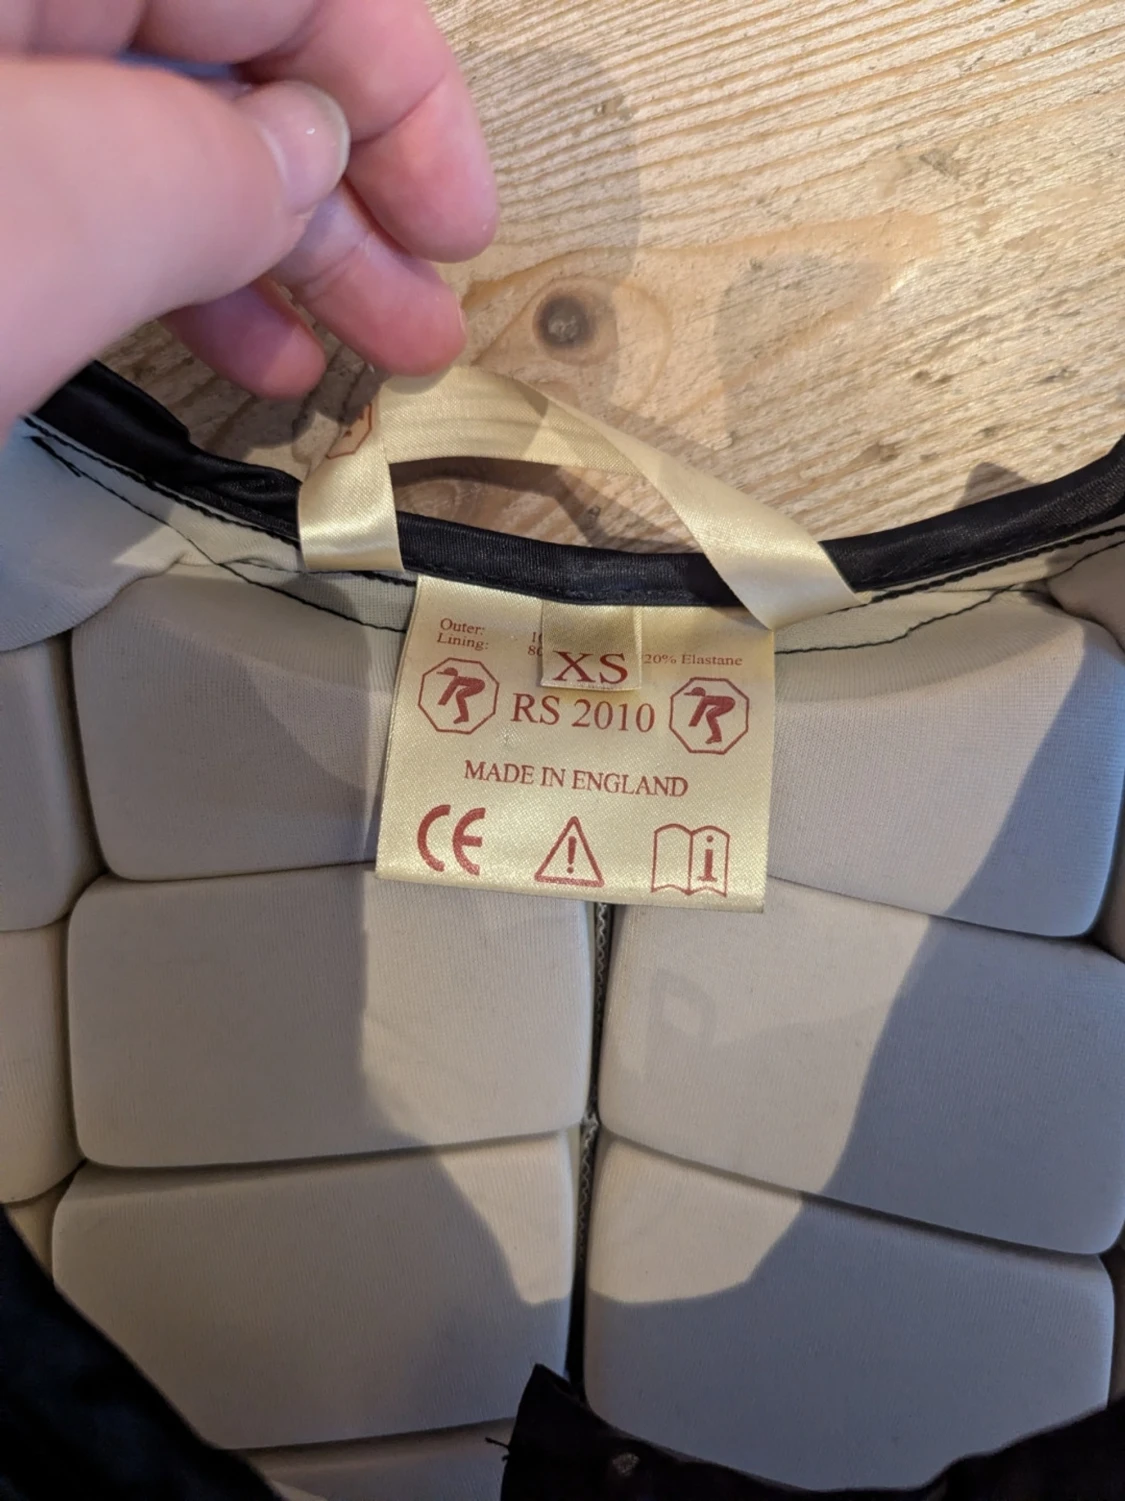 Outer:
Lining: 20% Elastane
XS
RS 2010
MADE IN ENGLAND
CE